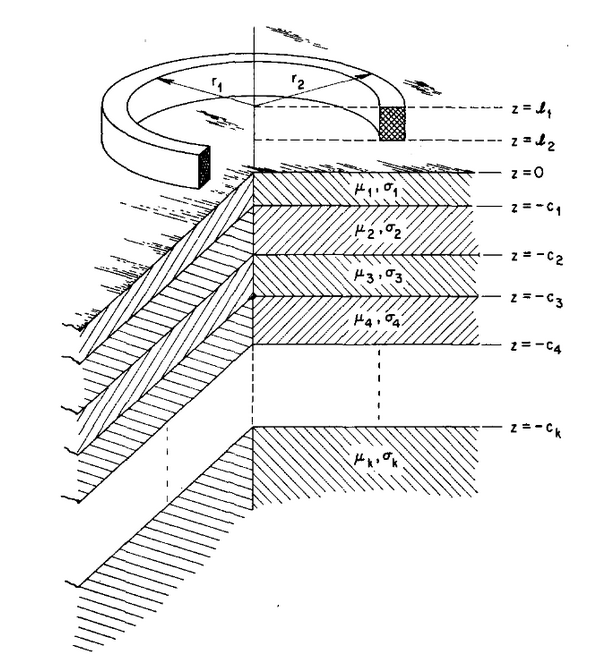 r₁ r₂
z = ℓ₁
z = ℓ₂
z = 0
μ₁, σ₁
z = -c₁
μ₂, σ₂
z = -c₂
μ₃, σ₃
z = -c₃
μ₄, σ₄
z = -c₄
z = -cₖ
μₖ, σₖ